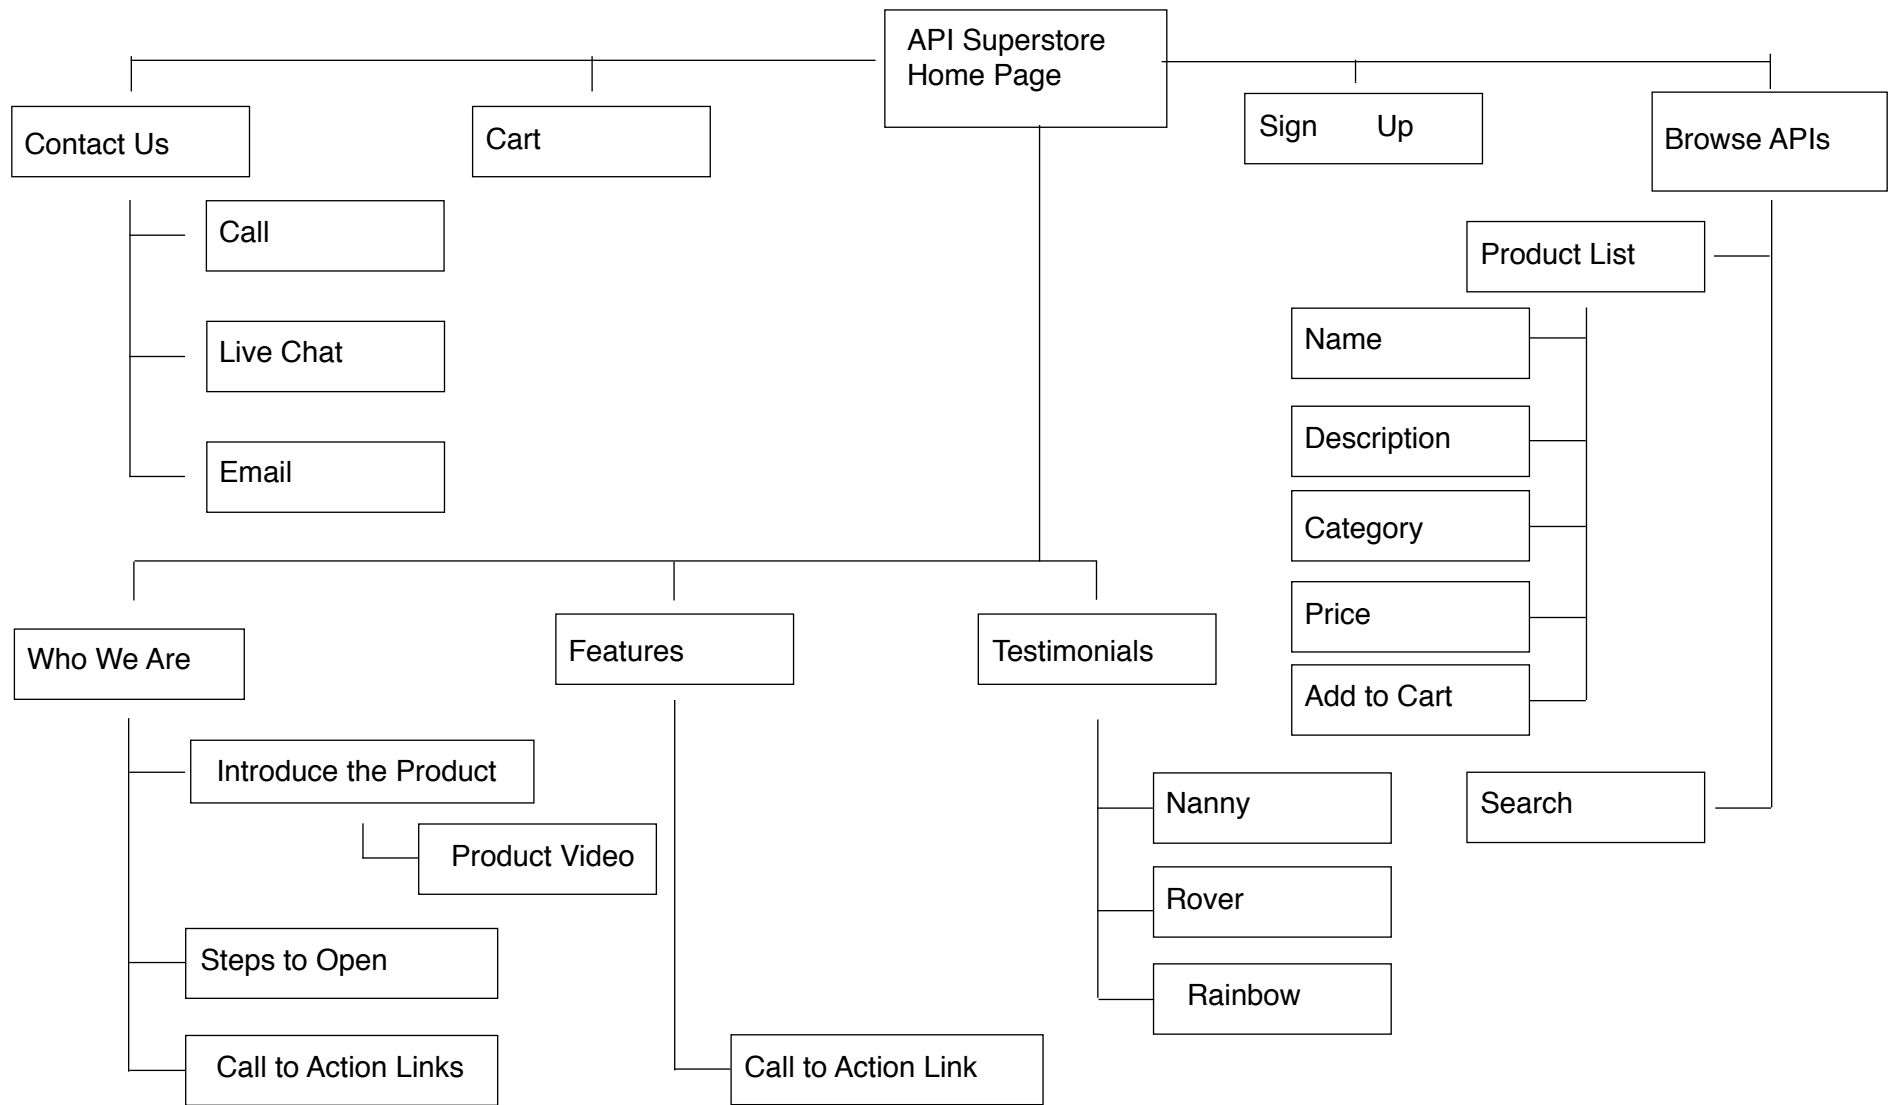 API Superstore
Home Page
Contact Us
Cart
Sign Up
Browse APIs
Call
Live Chat
Email
Product List
Name
Description
Category
Price
Add to Cart
Search
Who We Are
Introduce the Product
Product Video
Steps to Open
Call to Action Links
Features
Call to Action Link
Testimonials
Nanny
Rover
Rainbow